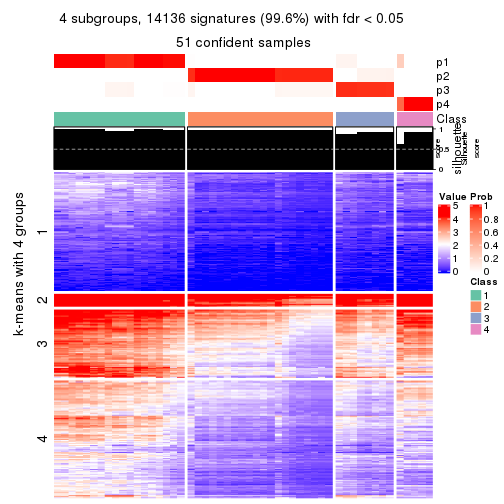 4 subgroups, 14136 signatures (99.6%) with fdr < 0.05
51 confident samples
p1
p2
p3
p4
Class
1
0.5
0
silhouette
score
Silhouette
score
k-means with 4 groups
1
2
3
4
Value
5
4
3
2
1
0
Prob
1
0.8
0.6
0.4
0.2
0
Class
1
2
3
4